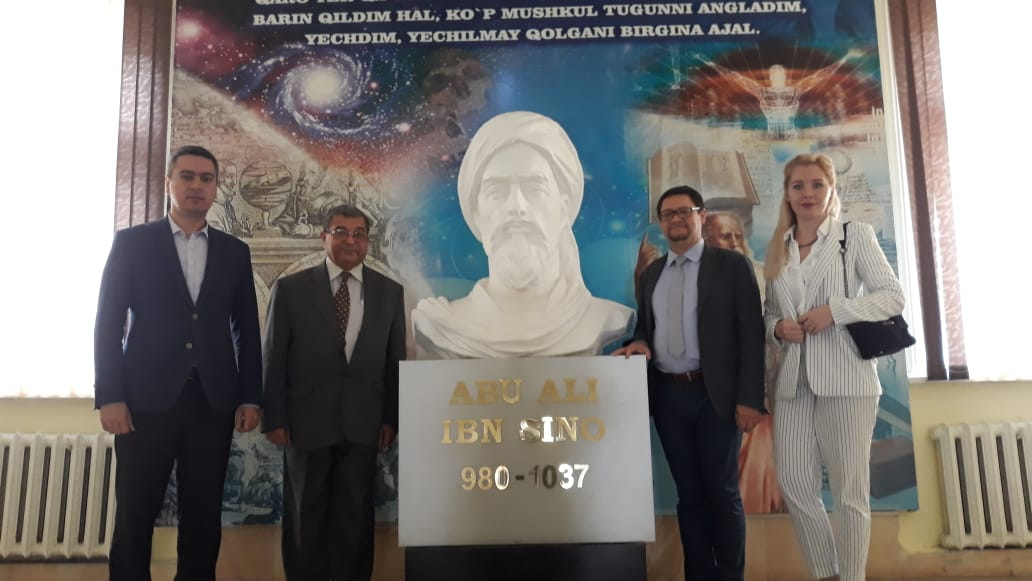 BARIN QILDIM HAL, KO`P MUSHKUL TUGUNNI ANGLADIM,
YECHDIM, YECHILMAY QOLGANI BIRGINA AJAL.
ABU ALI
IBN SINO
980-1037